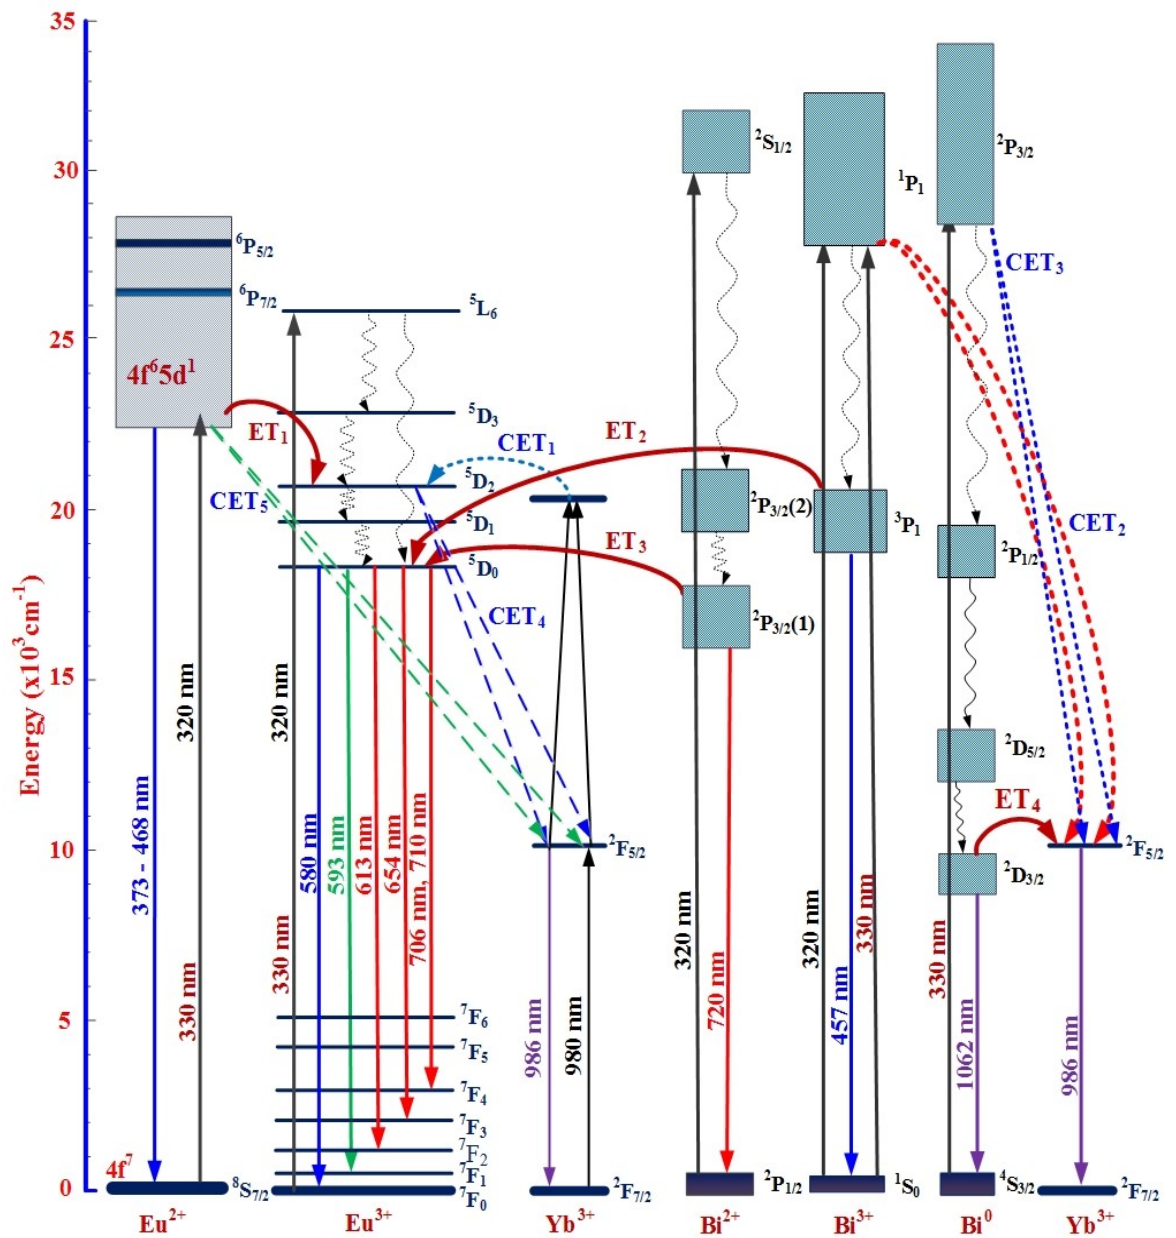 35
30
25
20
15
10
5
0
Energy (x10³cm⁻¹)
⁶P₅/₂
⁶P₇/₂
4f⁶5d¹
ET₁
CET₅
373 - 468 nm
320 nm
330 nm
4f⁷
⁸S₇/₂
Eu²⁺
⁵L₆
⁵D₃
⁵D₂
⁵D₁
⁵D₀
320 nm
330 nm
580 nm
593 nm
613 nm
654 nm
706 nm, 710 nm
⁷F₆
⁷F₅
⁷F₄
⁷F₃
⁷F₂
⁷F₁
⁷F₀
Eu³⁺
CET₁
CET₄
²F₅/₂
986 nm
980 nm
²F₇/₂
Yb³⁺
ET₂
ET₃
²S₁/₂
²P₃/₂(2)
²P₃/₂(1)
320 nm
720 nm
²P₁/₂
Bi²⁺
¹P₁
³P₁
320 nm
457 nm
330 nm
¹S₀
Bi³⁺
²P₃/₂
CET₃
CET₂
²P₁/₂
²D₅/₂
ET₄
²D₃/₂
330 nm
1062 nm
⁴S₃/₂
Bi⁰
²F₅/₂
986 nm
²F₇/₂
Yb³⁺